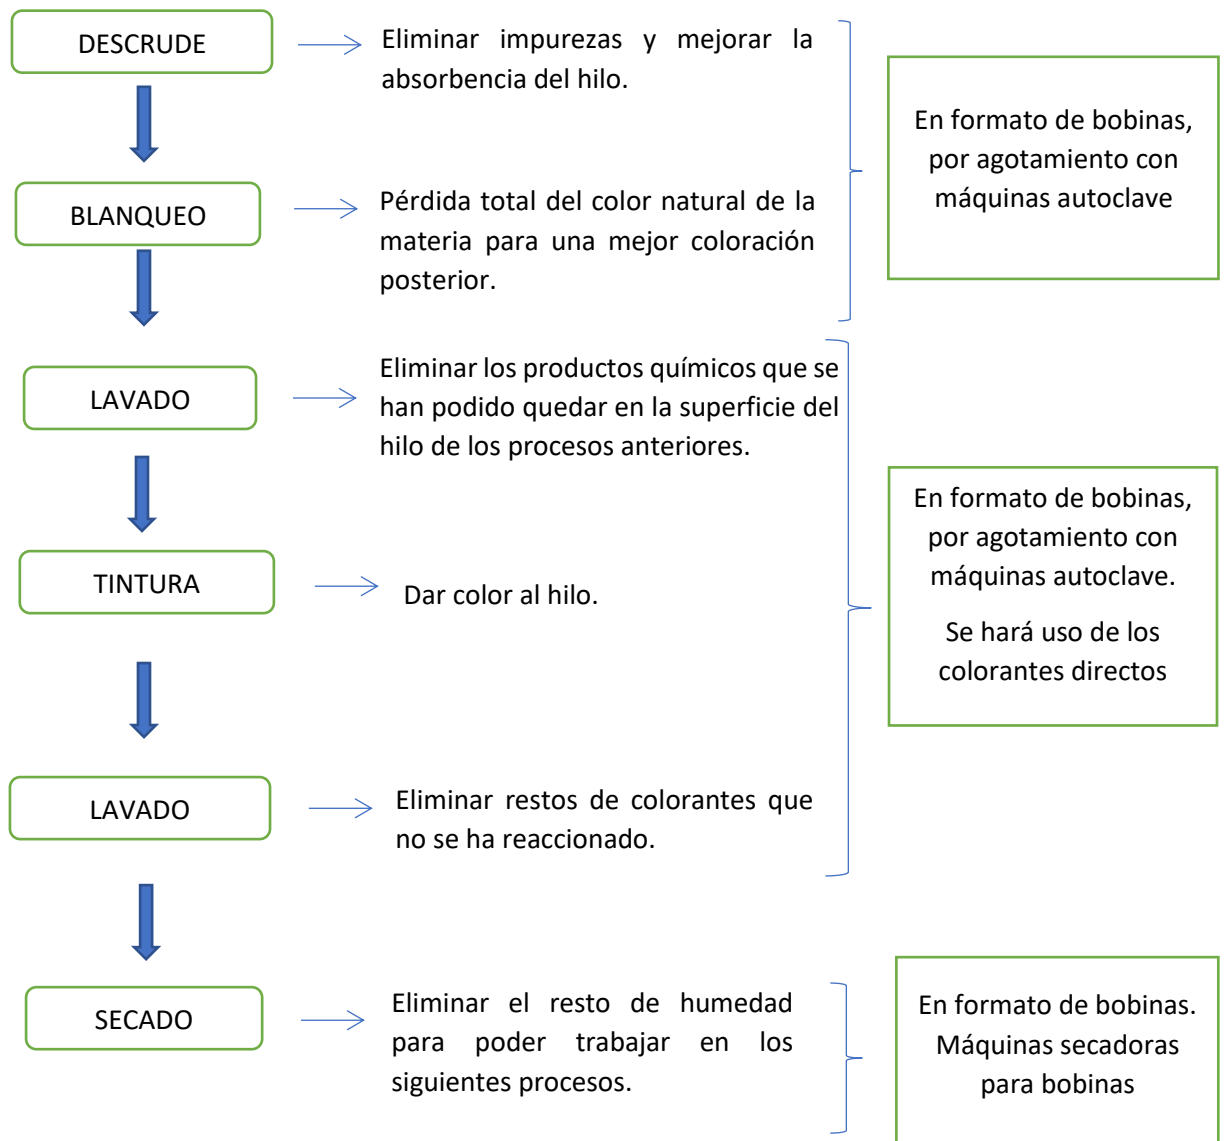 DESCRUDE
Eliminar impurezas y mejorar la
absorbencia del hilo.
En formato de bobinas,
por agotamiento con
máquinas autoclave
BLANQUEO
Pérdida total del color natural de la
materia para una mejor coloración
posterior.
LAVADO
Eliminar los productos químicos que se
han podido quedar en la superficie del
hilo de los procesos anteriores.
En formato de bobinas,
por agotamiento con
máquinas autoclave.
Se hará uso de los
colorantes directos
TINTURA
Dar color al hilo.
LAVADO
Eliminar restos de colorantes que
no se ha reaccionado.
SECADO
Eliminar el resto de humedad
para poder trabajar en los
siguientes procesos.
En formato de bobinas.
Máquinas secadoras
para bobinas